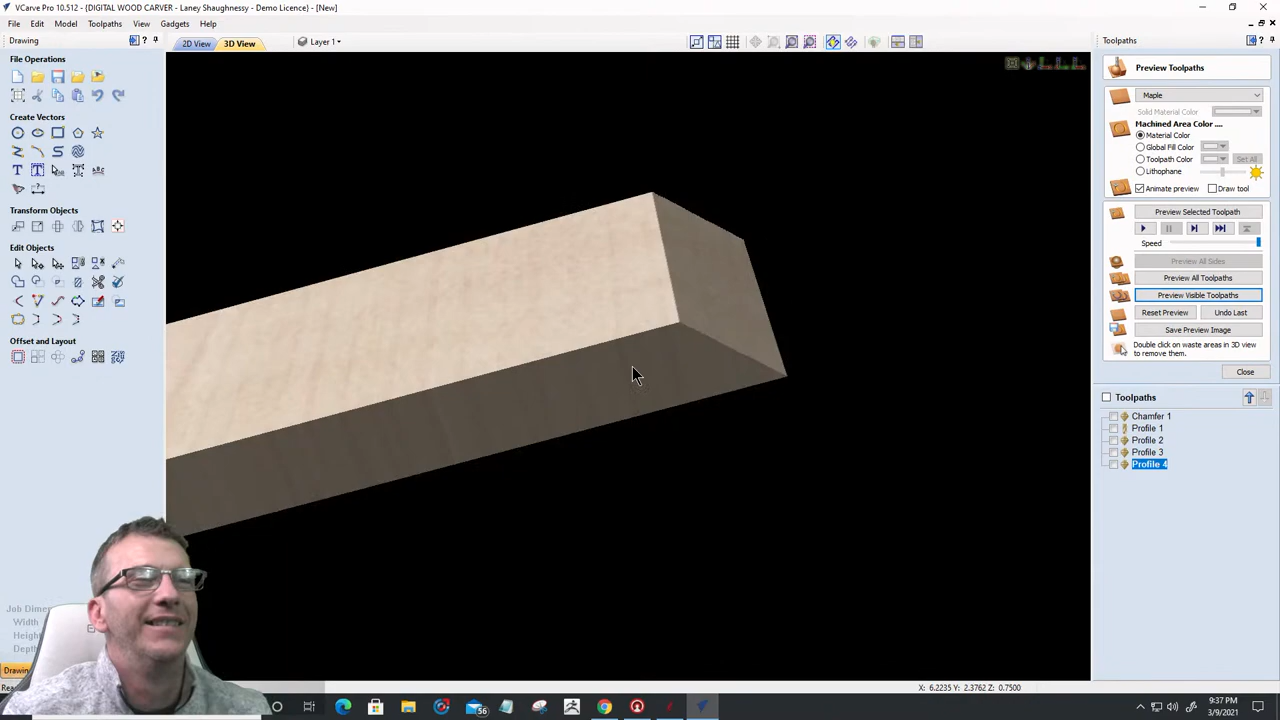 VCarve Pro 10.512 - {DIGITAL WOOD CARVER - Laney Shaughnessy - Demo Licence} - [New]
File Edit Model Toolpaths View Gadgets Help
Drawing
2D View
3D View
Layer 1
Toolpaths
File Operations
Create Vectors
Transform Objects
Edit Objects
Offset and Layout
Job Dimen
Width
Height
Depth
Drawing
Rea
Preview Toolpaths
Maple
Solid Material Color
Machined Area Color ....
Material Color
Global Fill Color
Toolpath Color
Set All
Lithophane
Animate preview
Draw tool
Preview Selected Toolpath
Speed
Preview All Sides
Preview All Toolpaths
Preview Visible Toolpaths
Reset Preview
Undo Last
Save Preview Image
Double click on waste areas in 3D view
to remove them.
Close
Toolpaths
Chamfer 1
Profile 1
Profile 2
Profile 3
Profile 4
X: 6.2235 Y: 2.3762 Z: 0.7500
56
9:37 PM
3/9/2021